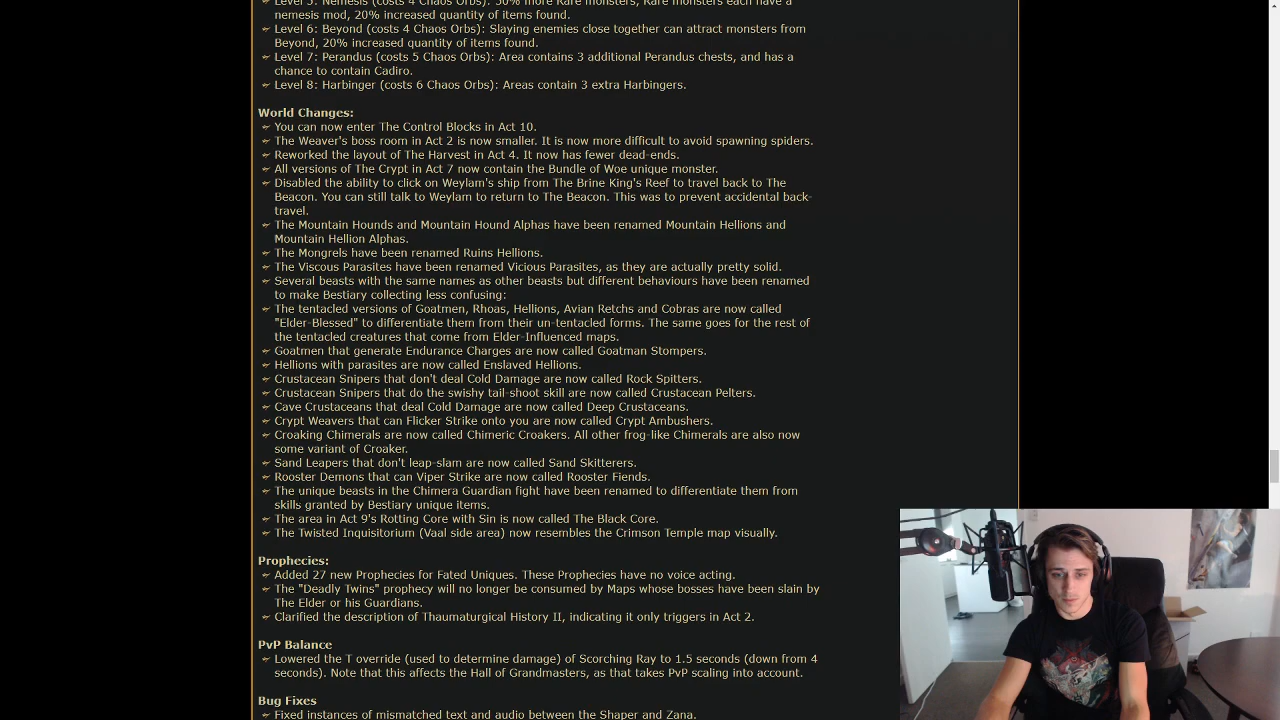 Level 5: Nemesis (costs 4 Chaos Orbs): 50% more Rare monsters, Rare monsters each have a
nemesis mod, 20% increased quantity of items found.
Level 6: Beyond (costs 4 Chaos Orbs): Slaying enemies close together can attract monsters from
Beyond, 20% increased quantity of items found.
Level 7: Perandus (costs 5 Chaos Orbs): Area contains 3 additional Perandus chests, and has a
chance to contain Cadiro.
Level 8: Harbinger (costs 6 Chaos Orbs): Areas contain 3 extra Harbingers.
World Changes:
You can now enter The Control Blocks in Act 10.
The Weaver's boss room in Act 2 is now smaller. It is now more difficult to avoid spawning spiders.
Reworked the layout of The Harvest in Act 4. It now has fewer dead-ends.
All versions of The Crypt in Act 7 now contain the Bundle of Woe unique monster.
Disabled the ability to click on Weylam's ship from The Brine King's Reef to travel back to The
Beacon. You can still talk to Weylam to return to The Beacon. This was to prevent accidental back-
travel.
The Mountain Hounds and Mountain Hound Alphas have been renamed Mountain Hellions and
Mountain Hellion Alphas.
The Mongrels have been renamed Ruins Hellions.
The Viscous Parasites have been renamed Vicious Parasites, as they are actually pretty solid.
Several beasts with the same names as other beasts but different behaviours have been renamed
to make Bestiary collecting less confusing:
The tentacled versions of Goatmen, Rhoas, Hellions, Avian Retchs and Cobras are now called
"Elder-Blessed" to differentiate them from their un-tentacled forms. The same goes for the rest of
the tentacled creatures that come from Elder-Influenced maps.
Goatmen that generate Endurance Charges are now called Goatman Stompers.
Hellions with parasites are now called Enslaved Hellions.
Crustacean Snipers that don't deal Cold Damage are now called Rock Spitters.
Crustacean Snipers that do the swishy tail-shoot skill are now called Crustacean Pelters.
Cave Crustaceans that deal Cold Damage are now called Deep Crustaceans.
Crypt Weavers that can Flicker Strike onto you are now called Crypt Ambushers.
Croaking Chimerals are now called Chimeric Croakers. All other frog-like Chimerals are also now
some variant of Croaker.
Sand Leapers that don't leap-slam are now called Sand Skitterers.
Rooster Demons that can Viper Strike are now called Rooster Fiends.
The unique beasts in the Chimera Guardian fight have been renamed to differentiate them from
skills granted by Bestiary unique items.
The area in Act 9's Rotting Core with Sin is now called The Black Core.
The Twisted Inquisitorium (Vaal side area) now resembles the Crimson Temple map visually.
Prophecies:
Added 27 new Prophecies for Fated Uniques. These Prophecies have no voice acting.
The "Deadly Twins" prophecy will no longer be consumed by Maps whose bosses have been slain by
The Elder or his Guardians.
Clarified the description of Thaumaturgical History II, indicating it only triggers in Act 2.
PvP Balance
Lowered the T override (used to determine damage) of Scorching Ray to 1.5 seconds (down from 4
seconds). Note that this affects the Hall of Grandmasters, as that takes PvP scaling into account.
Bug Fixes
Fixed instances of mismatched text and audio between the Shaper and Zana.